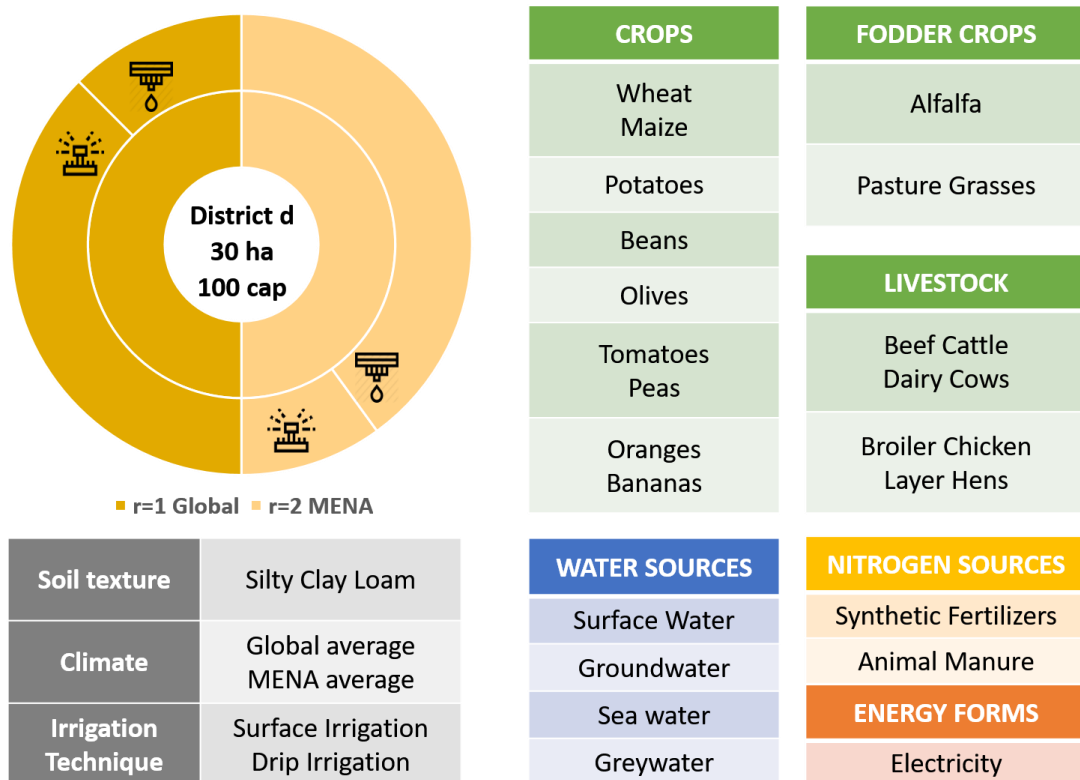 District d
30 ha
100 cap
r=1 Global
r=2 MENA
CROPS
Wheat
Maize
Potatoes
Beans
Olives
Tomatoes
Peas
Oranges
Bananas
FODDER CROPS
Alfalfa
Pasture Grasses
LIVESTOCK
Beef Cattle
Dairy Cows
Broiler Chicken
Layer Hens
Soil texture
Silty Clay Loam
Climate
Global average
MENA average
Irrigation
Technique
Surface Irrigation
Drip Irrigation
WATER SOURCES
Surface Water
Groundwater
Sea water
Greywater
NITROGEN SOURCES
Synthetic Fertilizers
Animal Manure
ENERGY FORMS
Electricity